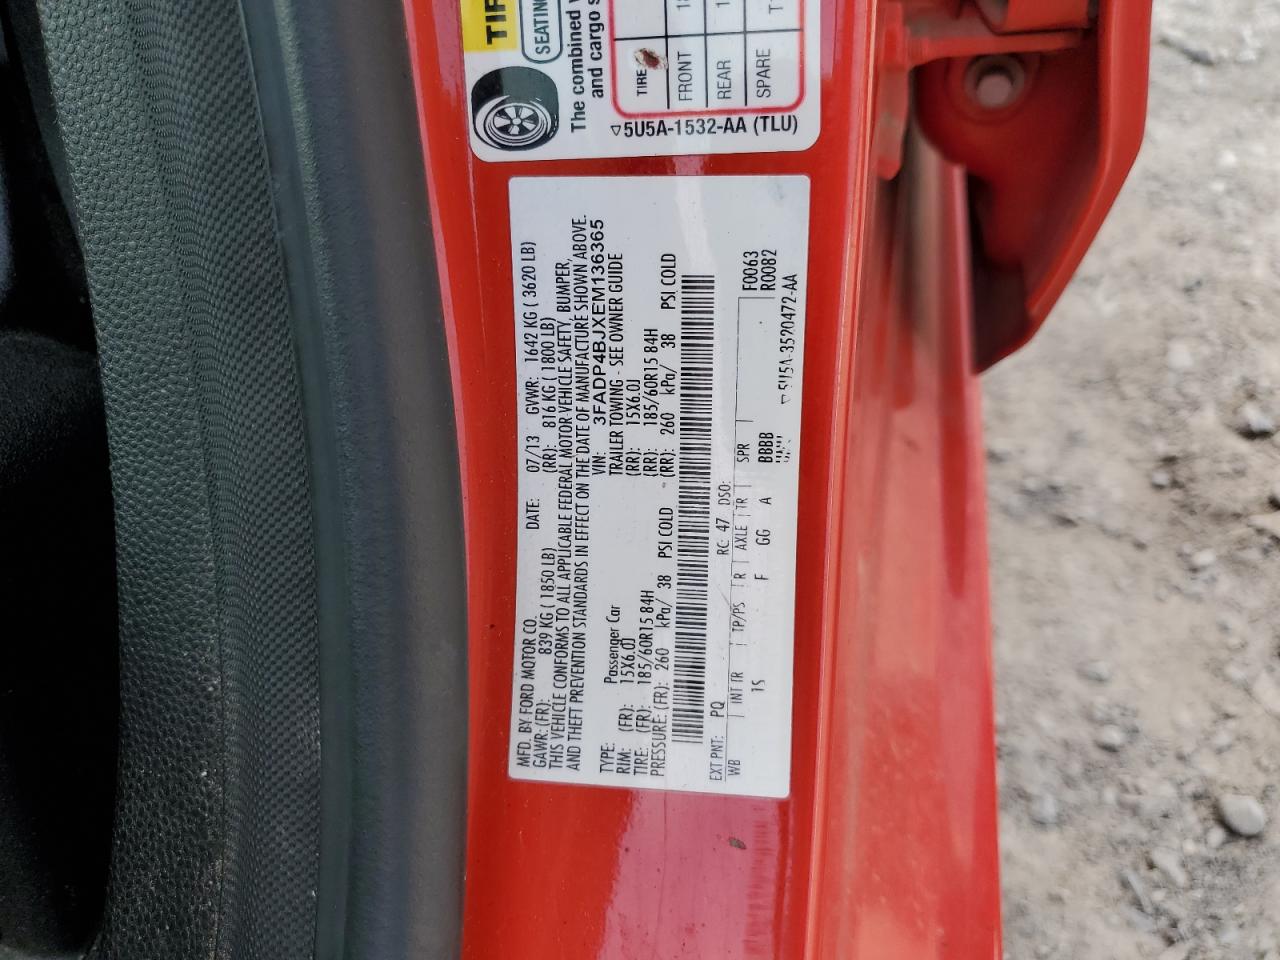 TIR
SEATING
The combined
and cargo
TIRE
FRONT
REAR
SPARE
▽5U5A-1532-AA (TLU)
MFD. BY FORD MOTOR CO. DATE: 07/13 GVWR: 1642 KG ( 3620 LB)
GAWR: (FR): 839 KG ( 1850 LB) (RR): 816 KG ( 1800 LB)
THIS VEHICLE CONFORMS TO ALL APPLICABLE FEDERAL MOTOR VEHICLE SAFETY, BUMPER,
AND THEFT PREVENTION STANDARDS IN EFFECT ON THE DATE OF MANUFACTURE SHOWN ABOVE.
VIN: 3FADP4BJXEM136365
TYPE: Passenger Car TRAILER TOWING - SEE OWNER GUIDE
RIM: (FR): 15X6.0J (RR): 15X6.0J
TIRE: (FR): 185/60R15 84H (RR): 185/60R15 84H
PRESSURE: (FR): 260 kPa/ 38 PSI COLD (RR): 260 kPa/ 38 PSI COLD
EXT PNT: PQ RC: 47 DSO: F0063
WB INT TR TP/PS R AXLE TR SPR R0082
1S F GG A BBBB
▽5U5A-3590472-AA